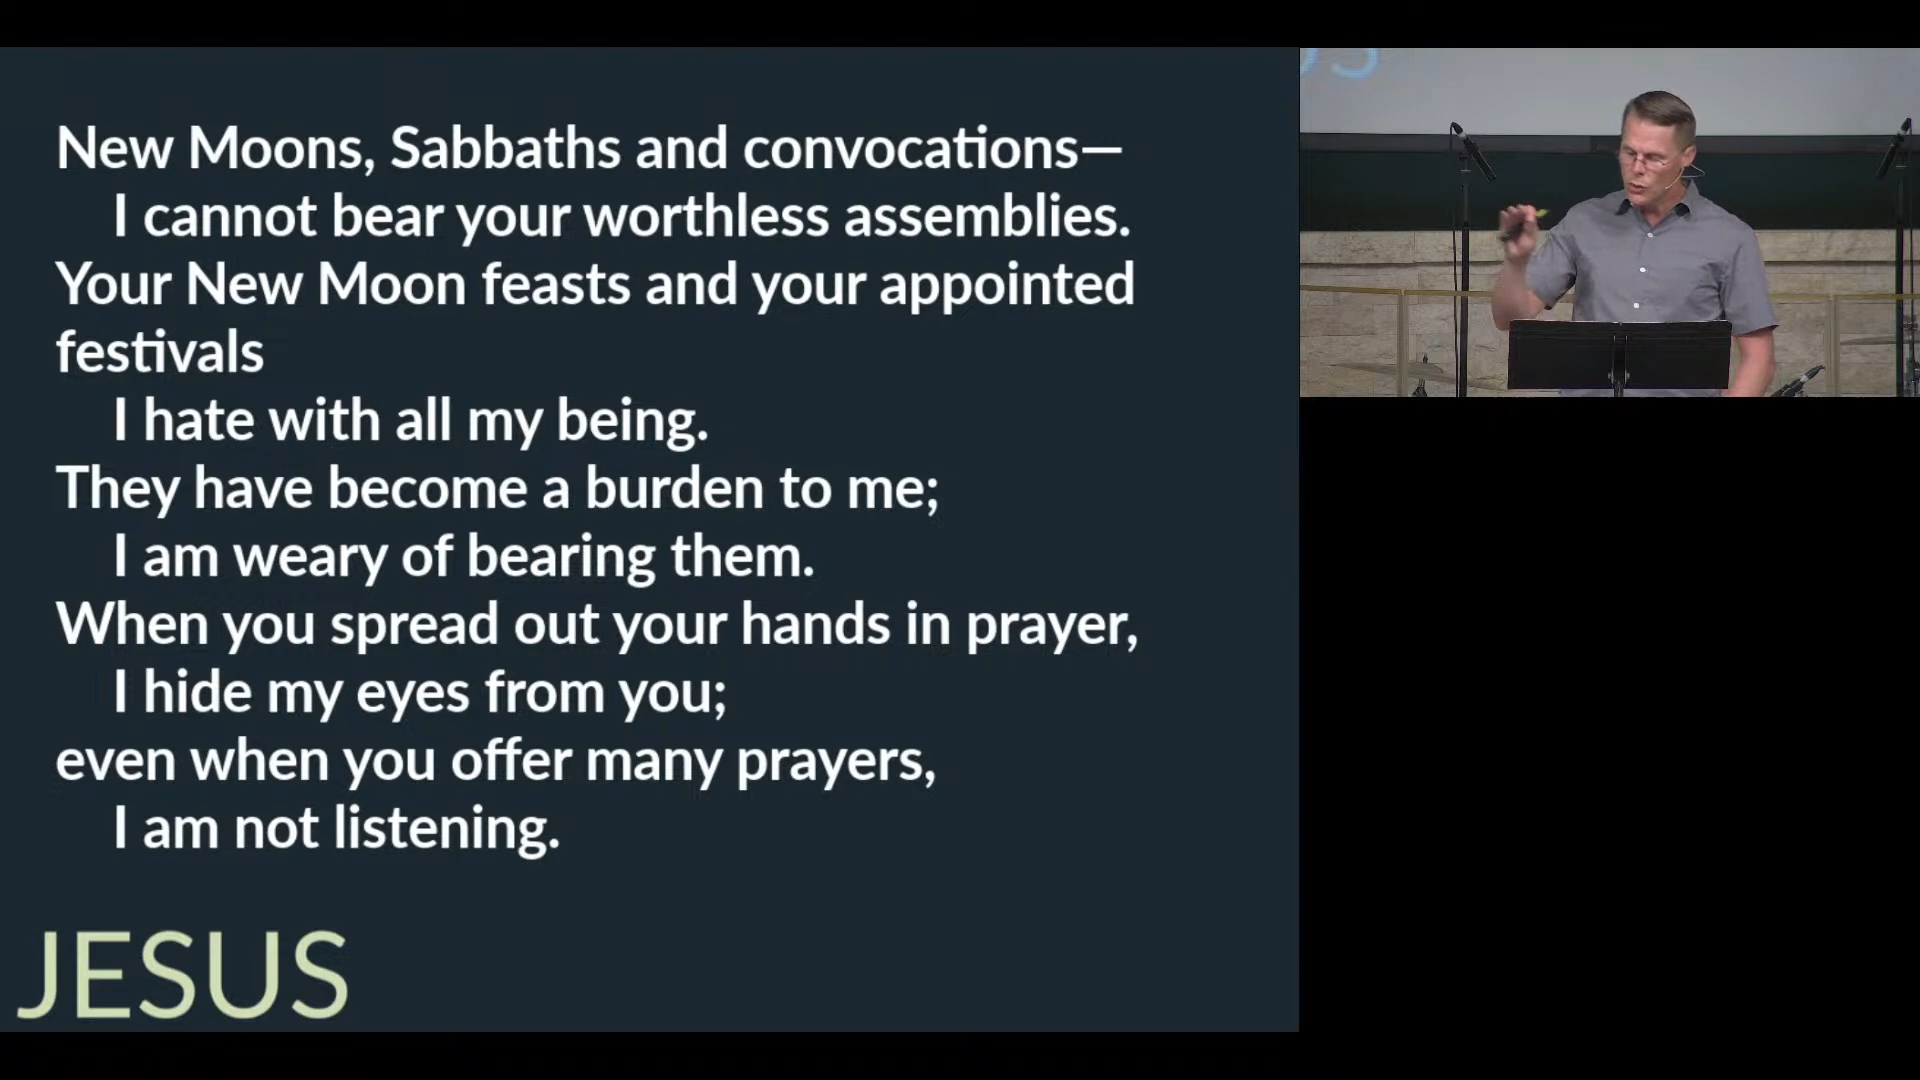 New Moons, Sabbaths and convocations—
I cannot bear your worthless assemblies.
Your New Moon feasts and your appointed
festivals
I hate with all my being.
They have become a burden to me;
I am weary of bearing them.
When you spread out your hands in prayer,
I hide my eyes from you;
even when you offer many prayers,
I am not listening.
JESUS